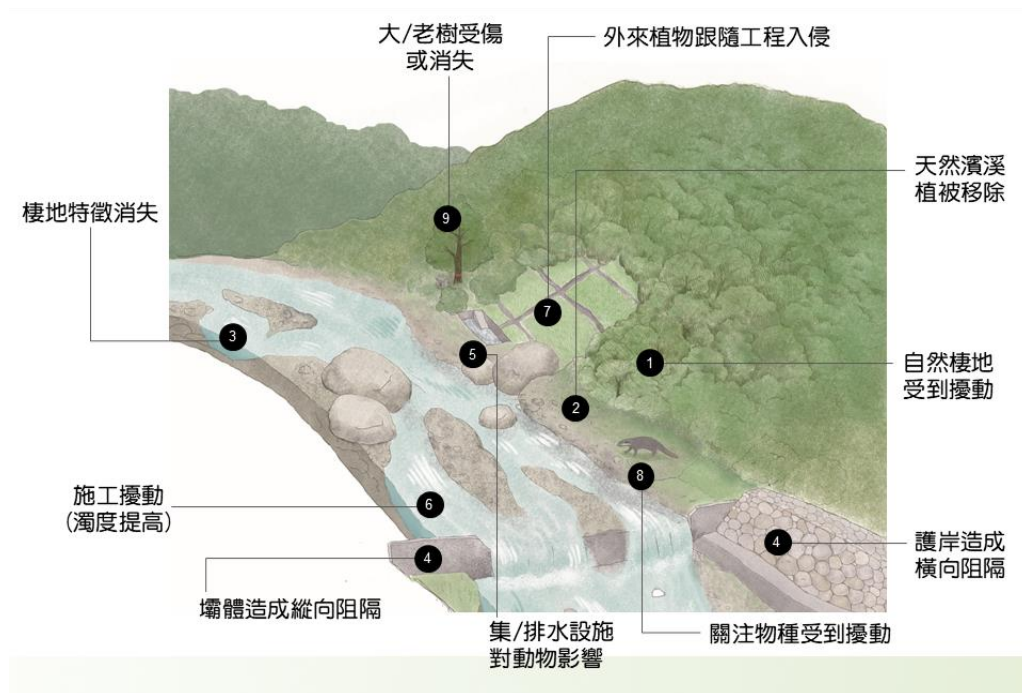 大/老樹受傷
或消失
外來植物跟隨工程入侵
天然濱溪
植被移除
棲地特徵消失
9
7
3
5
1
自然棲地
受到擾動
2
8
施工擾動
(濁度提高)
6
4
4
護岸造成
橫向阻隔
壩體造成縱向阻隔
集/排水設施
對動物影響
關注物種受到擾動